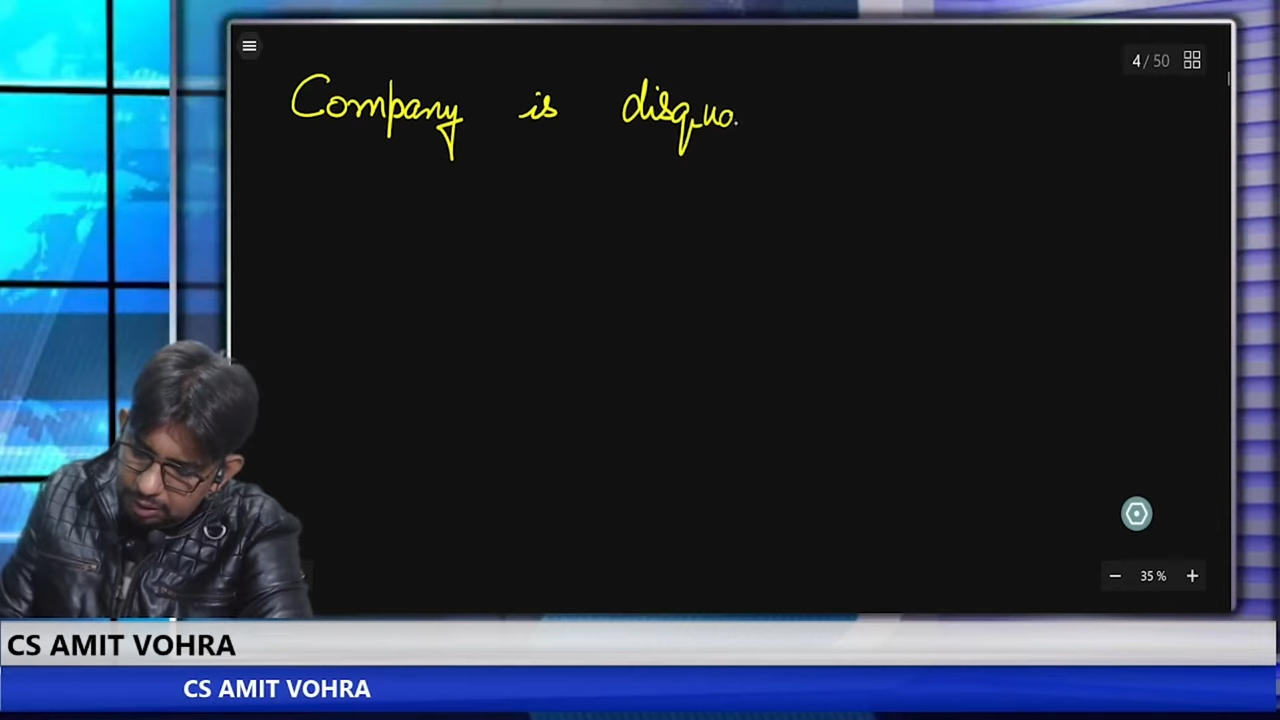 Company is disqua
4 / 50
35 %
CS AMIT VOHRA
CS AMIT VOHRA